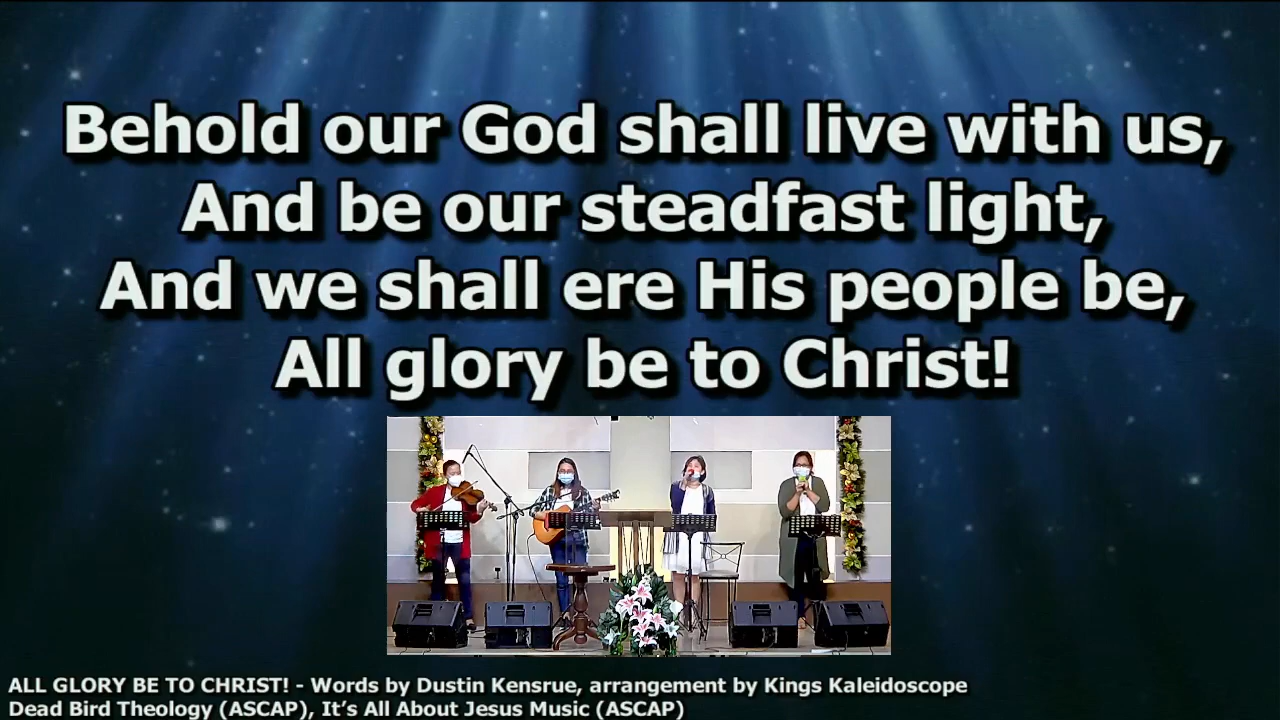 Behold our God shall live with us,
And be our steadfast light,
And we shall ere His people be,
All glory be to Christ!
ALL GLORY BE TO CHRIST! - Words by Dustin Kensrue, arrangement by Kings Kaleidoscope
Dead Bird Theology (ASCAP), It's All About Jesus Music (ASCAP)